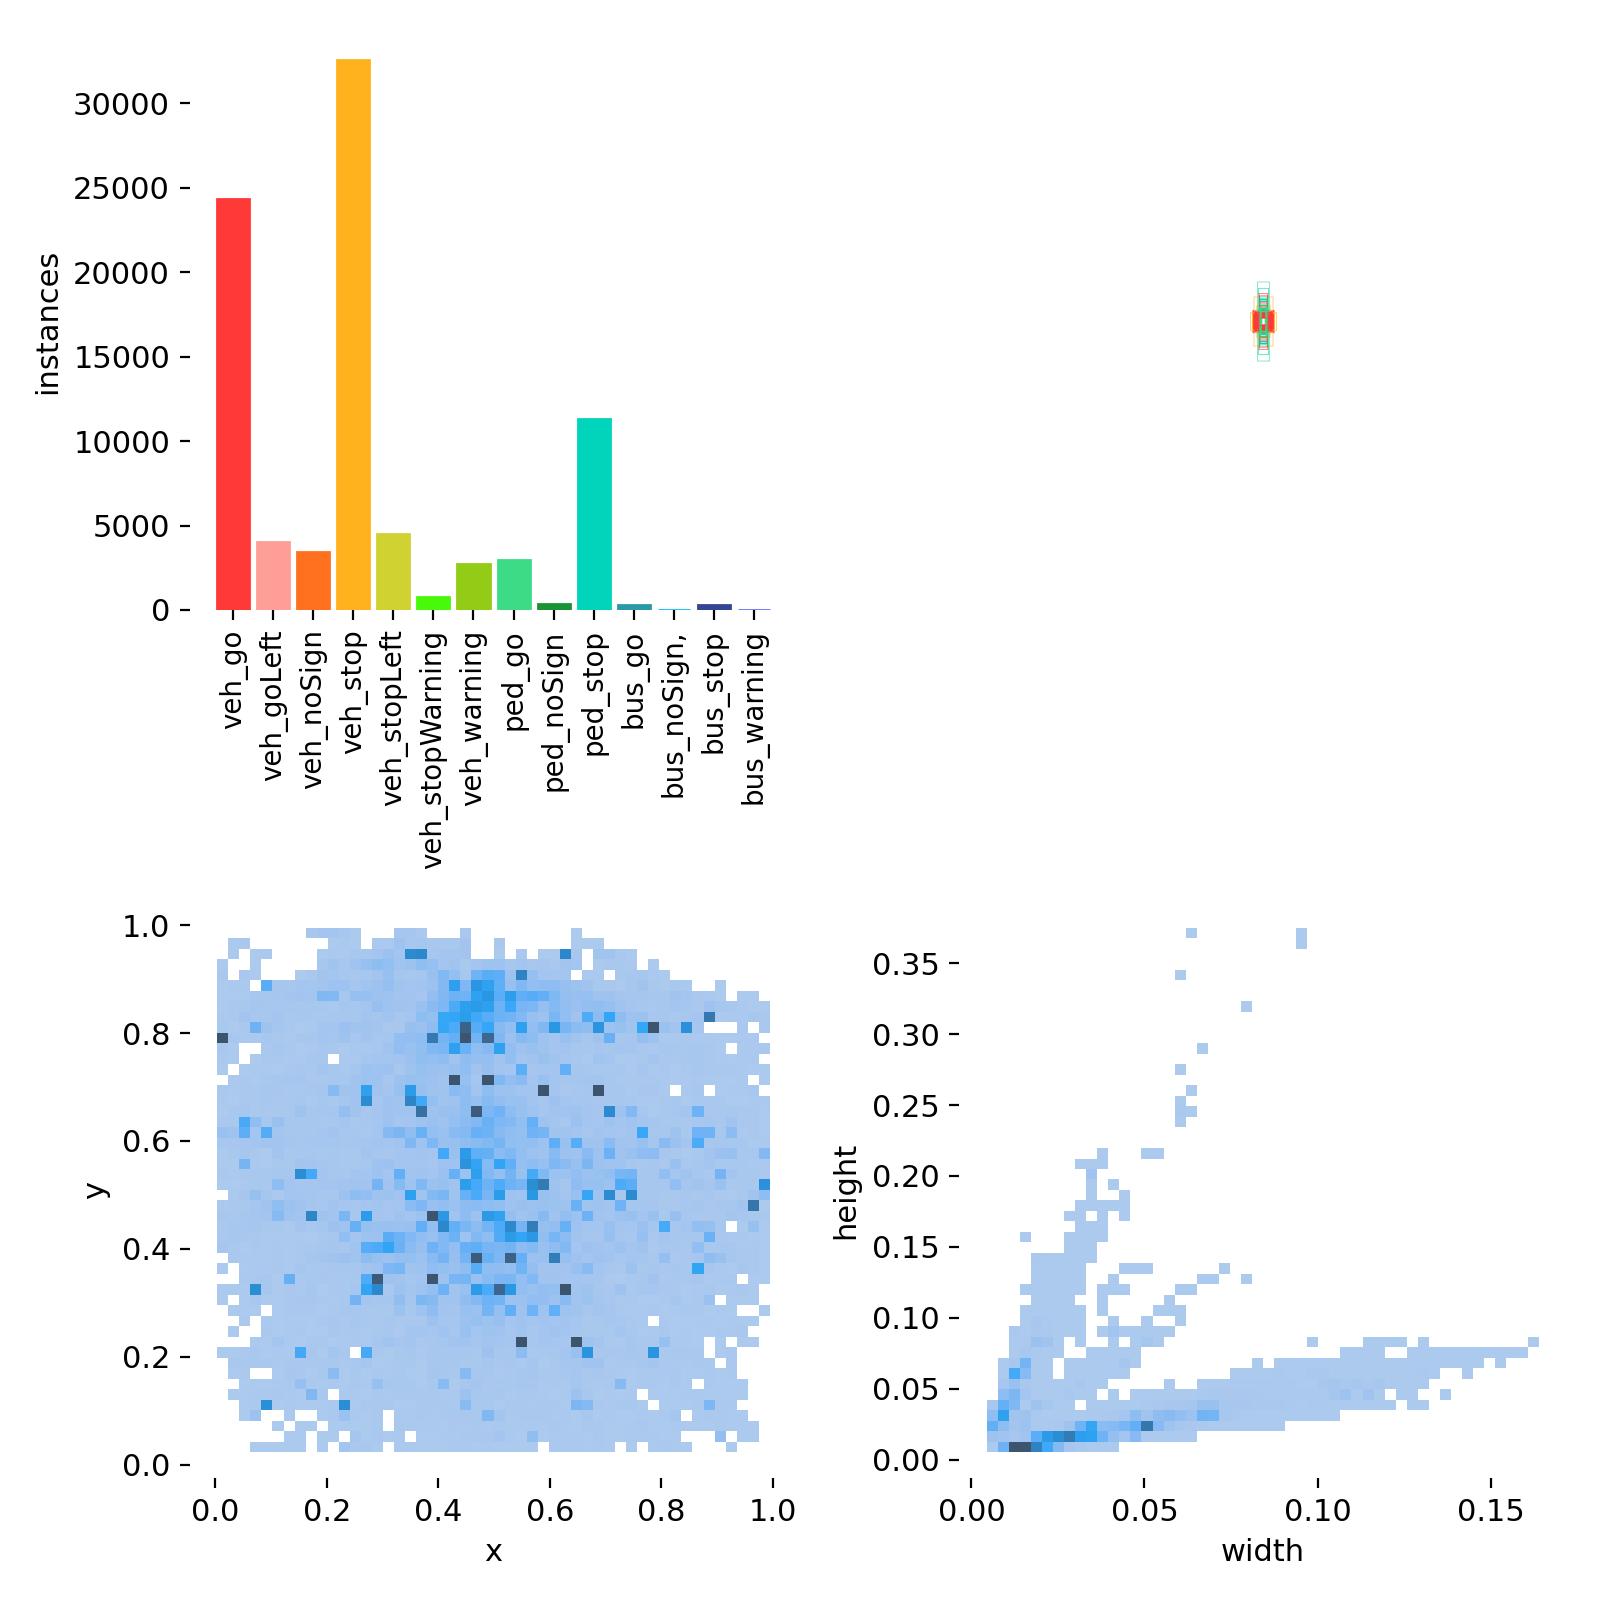 30000
25000
20000
15000
10000
5000
0
instances
veh_go
veh_goLeft
veh_noSign
veh_stop
veh_stopLeft
veh_stopWarning
veh_warning
ped_go
ped_noSign
ped_stop
bus_go
bus_noSign,
bus_stop
bus_warning
1.0
0.8
0.6
0.4
0.2
0.0
y
0.0 0.2 0.4 0.6 0.8 1.0
x
0.35
0.30
0.25
0.20
0.15
0.10
0.05
0.00
height
0.00 0.05 0.10 0.15
width